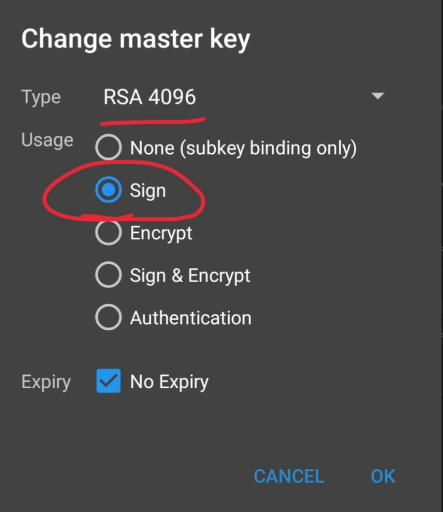 Change master key
Type RSA 4096
Usage None (subkey binding only)
Sign
Encrypt
Sign & Encrypt
Authentication
Expiry No Expiry
CANCEL OK